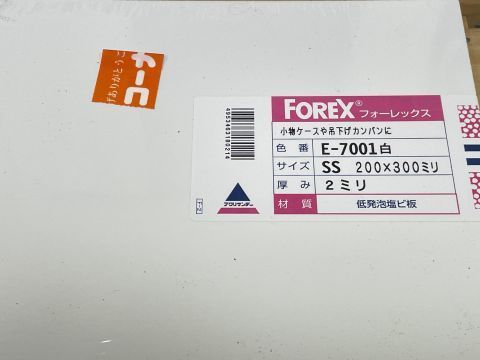 コーナ
げありがとうご
FOREX® フォーレックス
小物ケースや吊下げカンバンに
色番 E-7001白
サイズ SS 200×300ミリ
厚み 2ミリ
材質 低発泡塩ビ板
アクリサンデー